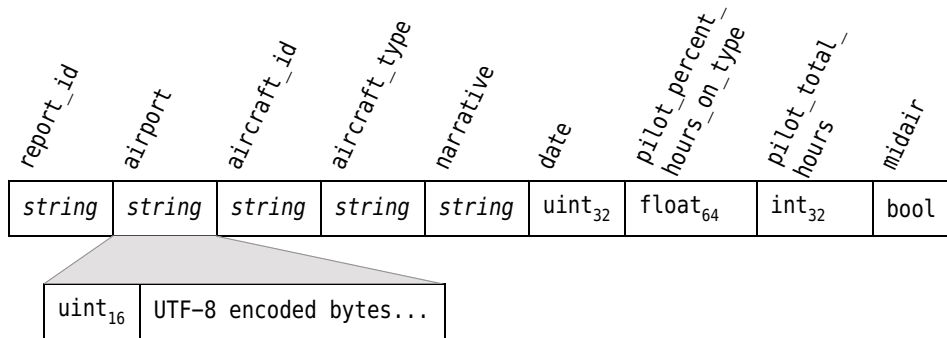 report_id
airport
aircraft_id
aircraft_type
narrative
date
pilot_percent_
hours_on_type
pilot_total_
hours
midair
string string string string string uint32 float64 int32 bool
uint16 UTF−8 encoded bytes...